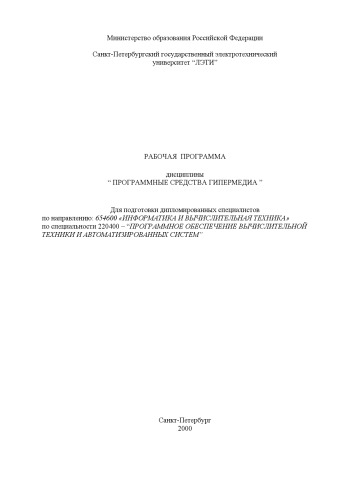 Министерство образования Российской Федерации
Санкт-Петербургский государственный электротехнический
университет “ЛЭТИ”
РАБОЧАЯ ПРОГРАММА
дисциплины
“ ПРОГРАММНЫЕ СРЕДСТВА ГИПЕРМЕДИА ”
Для подготовки дипломированных специалистов
по направлению: 654600 «ИНФОРМАТИКА И ВЫЧИСЛИТЕЛЬНАЯ ТЕХНИКА»
по специальности 220400 – “ПРОГРАММНОЕ ОБЕСПЕЧЕНИЕ ВЫЧИСЛИТЕЛЬНОЙ
ТЕХНИКИ И АВТОМАТИЗИРОВАННЫХ СИСТЕМ”
Санкт-Петербург
2000